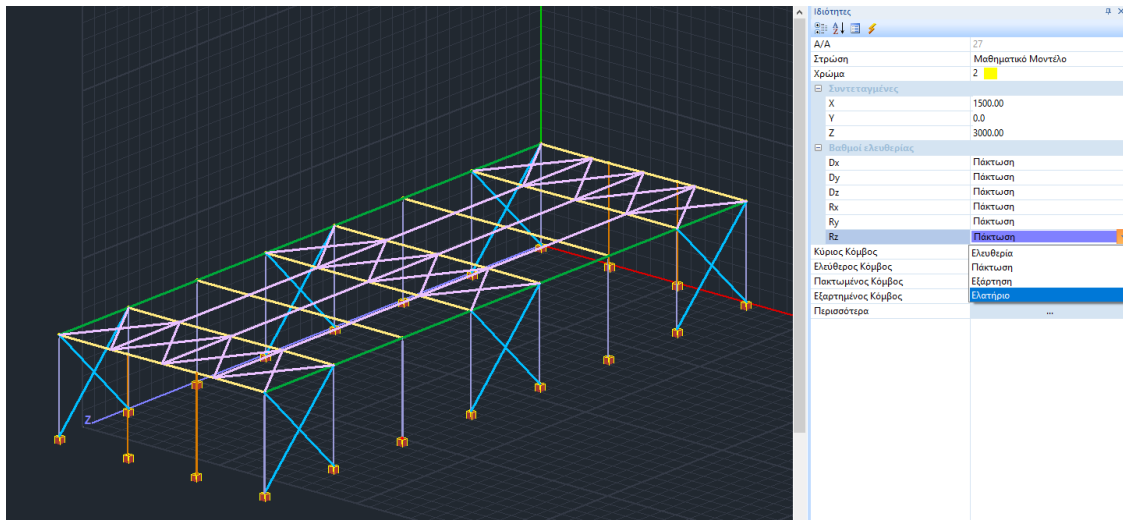 Ιδιότητες
Α/Α 27
Στρώση Μαθηματικό Μοντέλο
Χρώμα 2
Συντεταγμένες
X 1500.00
Y 0.0
Z 3000.00
Βαθμοί ελευθερίας
Dx Πάκτωση
Dy Πάκτωση
Dz Πάκτωση
Rx Πάκτωση
Ry Πάκτωση
Rz Πάκτωση
Κύριος Κόμβος Ελευθερία
Ελεύθερος Κόμβος Πάκτωση
Πακτωμένος Κόμβος Εξάρτηση
Εξαρτημένος Κόμβος Ελατήριο
Περισσότερα ...
Z